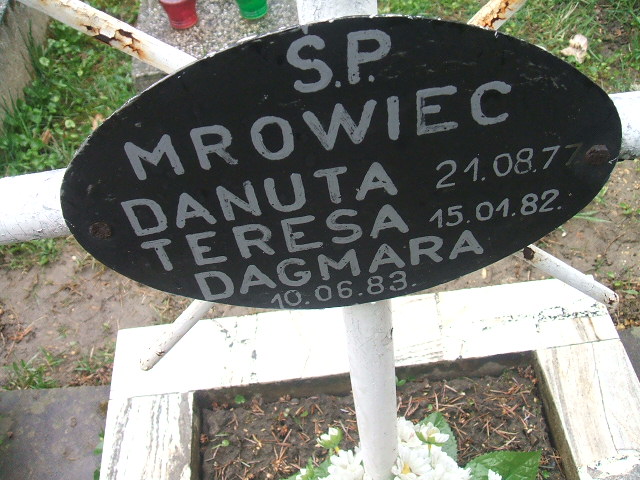 Ś.P.
MROWIEC
DANUTA 21.08.77
TERESA 15.01.82.
DAGMARA
10.06.83.